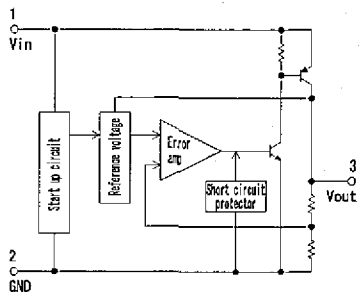 1
Vin
Start up circuit
Reference voltage
Error
amp
Short circuit
protector
3
Vout
2
GND